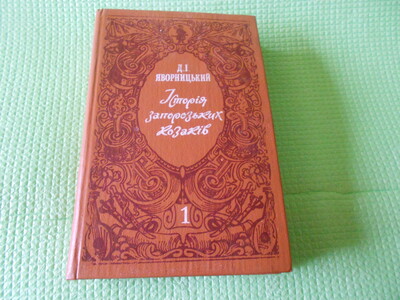 Д.І.
ЯВОРНИЦЬКИЙ
Історія
запорозьких
козаків
1